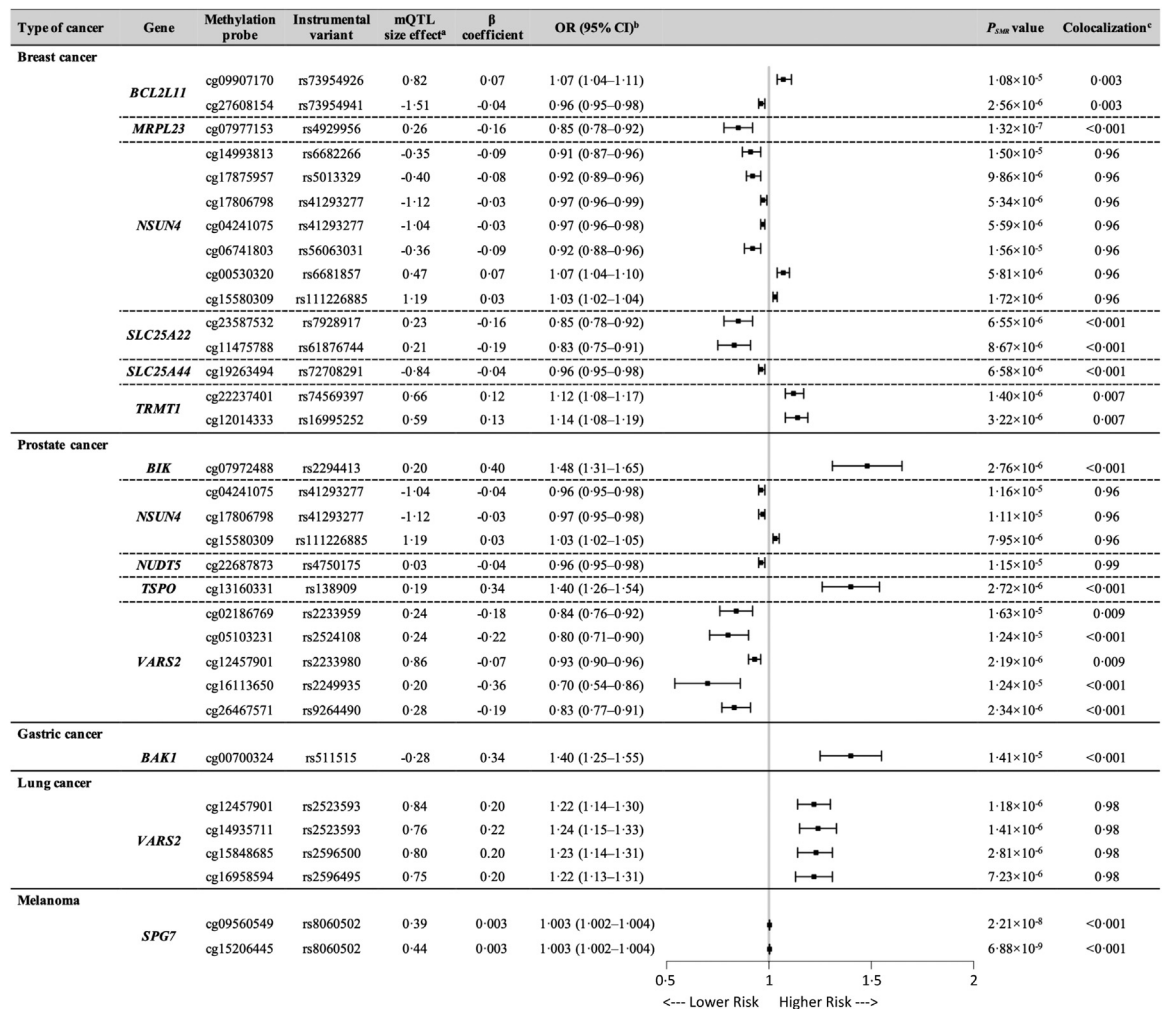 Type of cancer Gene Methylation probe Instrumental variant mQTL size effectᵃ β coefficient OR (95% CI)ᵇ P_SMR value Colocalizationᶜ
Breast cancer
BCL2L11 cg09907170 rs73954926 0·82 0·07 1·07 (1·04–1·11) 1·08×10⁻⁵ 0·003
cg27608154 rs73954941 -1·51 -0·04 0·96 (0·95–0·98) 2·56×10⁻⁶ 0·003
MRPL23 cg07977153 rs4929956 0·26 -0·16 0·85 (0·78–0·92) 1·32×10⁻⁷ <0·001
NSUN4 cg14993813 rs6682266 -0·35 -0·09 0·91 (0·87–0·96) 1·50×10⁻⁵ 0·96
cg17875957 rs5013329 -0·40 -0·08 0·92 (0·89–0·96) 9·86×10⁻⁶ 0·96
cg17806798 rs41293277 -1·12 -0·03 0·97 (0·96–0·99) 5·34×10⁻⁶ 0·96
cg04241075 rs41293277 -1·04 -0·03 0·97 (0·96–0·98) 5·59×10⁻⁶ 0·96
cg06741803 rs56063031 -0·36 -0·09 0·92 (0·88–0·96) 1·56×10⁻⁵ 0·96
cg00530320 rs6681857 0·47 0·07 1·07 (1·04–1·10) 5·81×10⁻⁶ 0·96
cg15580309 rs111226885 1·19 0·03 1·03 (1·02–1·04) 1·72×10⁻⁶ 0·96
SLC25A22 cg23587532 rs7928917 0·23 -0·16 0·85 (0·78–0·92) 6·55×10⁻⁶ <0·001
cg11475788 rs61876744 0·21 -0·19 0·83 (0·75–0·91) 8·67×10⁻⁶ <0·001
SLC25A44 cg19263494 rs72708291 -0·84 -0·04 0·96 (0·95–0·98) 6·58×10⁻⁶ <0·001
TRMT1 cg22237401 rs74569397 0·66 0·12 1·12 (1·08–1·17) 1·40×10⁻⁶ 0·007
cg12014333 rs16995252 0·59 0·13 1·14 (1·08–1·19) 3·22×10⁻⁶ 0·007
Prostate cancer
BIK cg07972488 rs2294413 0·20 0·40 1·48 (1·31–1·65) 2·76×10⁻⁶ <0·001
NSUN4 cg04241075 rs41293277 -1·04 -0·04 0·96 (0·95–0·98) 1·16×10⁻⁵ 0·96
cg17806798 rs41293277 -1·12 -0·03 0·97 (0·95–0·98) 1·11×10⁻⁵ 0·96
cg15580309 rs111226885 1·19 0·03 1·03 (1·02–1·05) 7·95×10⁻⁶ 0·96
NUDT5 cg22687873 rs4750175 0·03 -0·04 0·96 (0·95–0·98) 1·15×10⁻⁵ 0·99
TSPO cg13160331 rs138909 0·19 0·34 1·40 (1·26–1·54) 2·72×10⁻⁶ <0·001
VARS2 cg02186769 rs2233959 0·24 -0·18 0·84 (0·76–0·92) 1·63×10⁻⁵ 0·009
cg05103231 rs2524108 0·24 -0·22 0·80 (0·71–0·90) 1·24×10⁻⁵ <0·001
cg12457901 rs2233980 0·86 -0·07 0·93 (0·90–0·96) 2·19×10⁻⁶ 0·009
cg16113650 rs2249935 0·20 -0·36 0·70 (0·54–0·86) 1·24×10⁻⁵ <0·001
cg26467571 rs9264490 0·28 -0·19 0·83 (0·77–0·91) 2·34×10⁻⁶ <0·001
Gastric cancer
BAK1 cg00700324 rs511515 -0·28 0·34 1·40 (1·25–1·55) 1·41×10⁻⁵ <0·001
Lung cancer
VARS2 cg12457901 rs2523593 0·84 0·20 1·22 (1·14–1·30) 1·18×10⁻⁶ 0·98
cg14935711 rs2523593 0·76 0·22 1·24 (1·15–1·33) 1·41×10⁻⁶ 0·98
cg15848685 rs2596500 0·80 0.20 1·23 (1·14–1·31) 2·81×10⁻⁶ 0·98
cg16958594 rs2596495 0·75 0·20 1·22 (1·13–1·31) 7·23×10⁻⁶ 0·98
Melanoma
SPG7 cg09560549 rs8060502 0·39 0·003 1·003 (1·002–1·004) 2·21×10⁻⁸ <0·001
cg15206445 rs8060502 0·44 0·003 1·003 (1·002–1·004) 6·88×10⁻⁹ <0·001
0·5 1 1·5 2
<--- Lower Risk Higher Risk --->